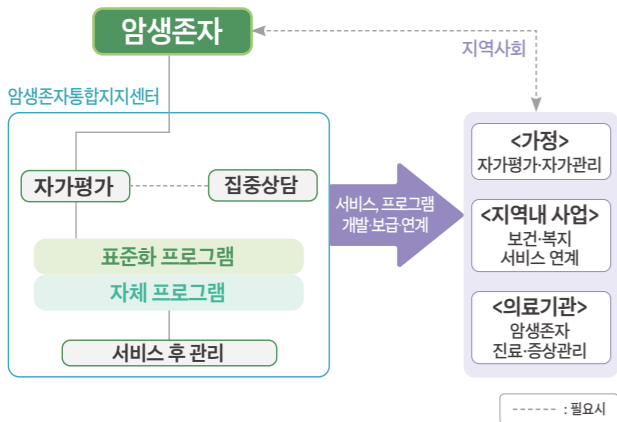 암생존자
지역사회
암생존자통합지지센터
자가평가
집중상담
표준화 프로그램
자체 프로그램
서비스 후 관리
서비스, 프로그램
개발·보급·연계
<가정>
자가평가·자가관리
<지역내 사업>
보건·복지
서비스 연계
<의료기관>
암생존자
진료·증상관리
------ : 필요시